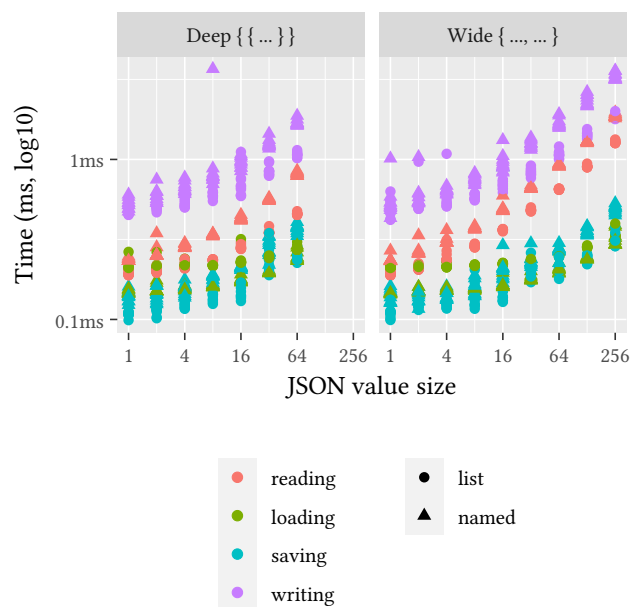 Deep { { ... } }
Wide { ..., ... }
Time (ms, log10)
1ms
0.1ms
1 4 16 64 256
1 4 16 64 256
JSON value size
reading
loading
saving
writing
list
named